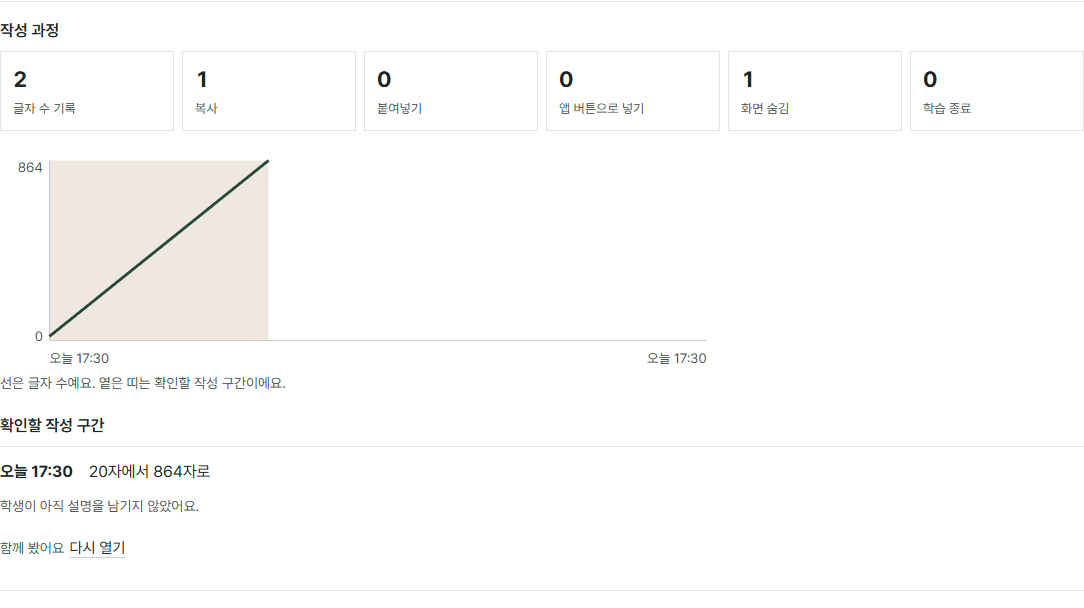 작성 과정
2
글자 수 기록
1
복사
0
붙여넣기
0
앱 버튼으로 넣기
1
화면 숨김
0
학습 종료
864
0
오늘 17:30
오늘 17:30
선은 글자 수예요. 옅은 띠는 확인할 작성 구간이에요.
확인할 작성 구간
오늘 17:30 20자에서 864자로
학생이 아직 설명을 남기지 않았어요.
함께 봤어요 다시 열기